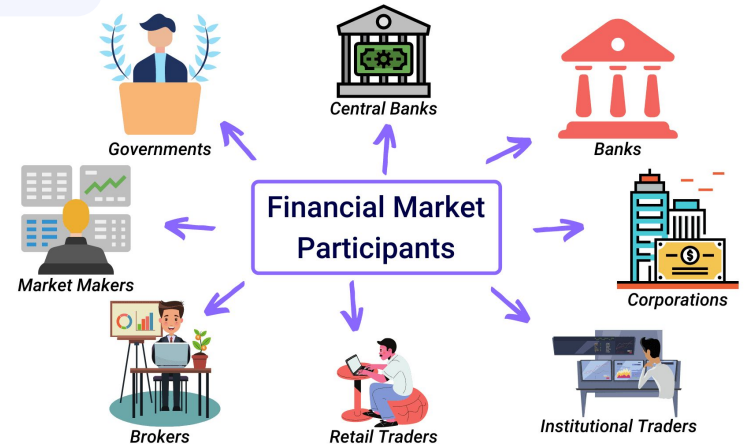 Central Banks
Governments
Banks
Financial Market
Participants
Market Makers
Corporations
Brokers
Retail Traders
Institutional Traders